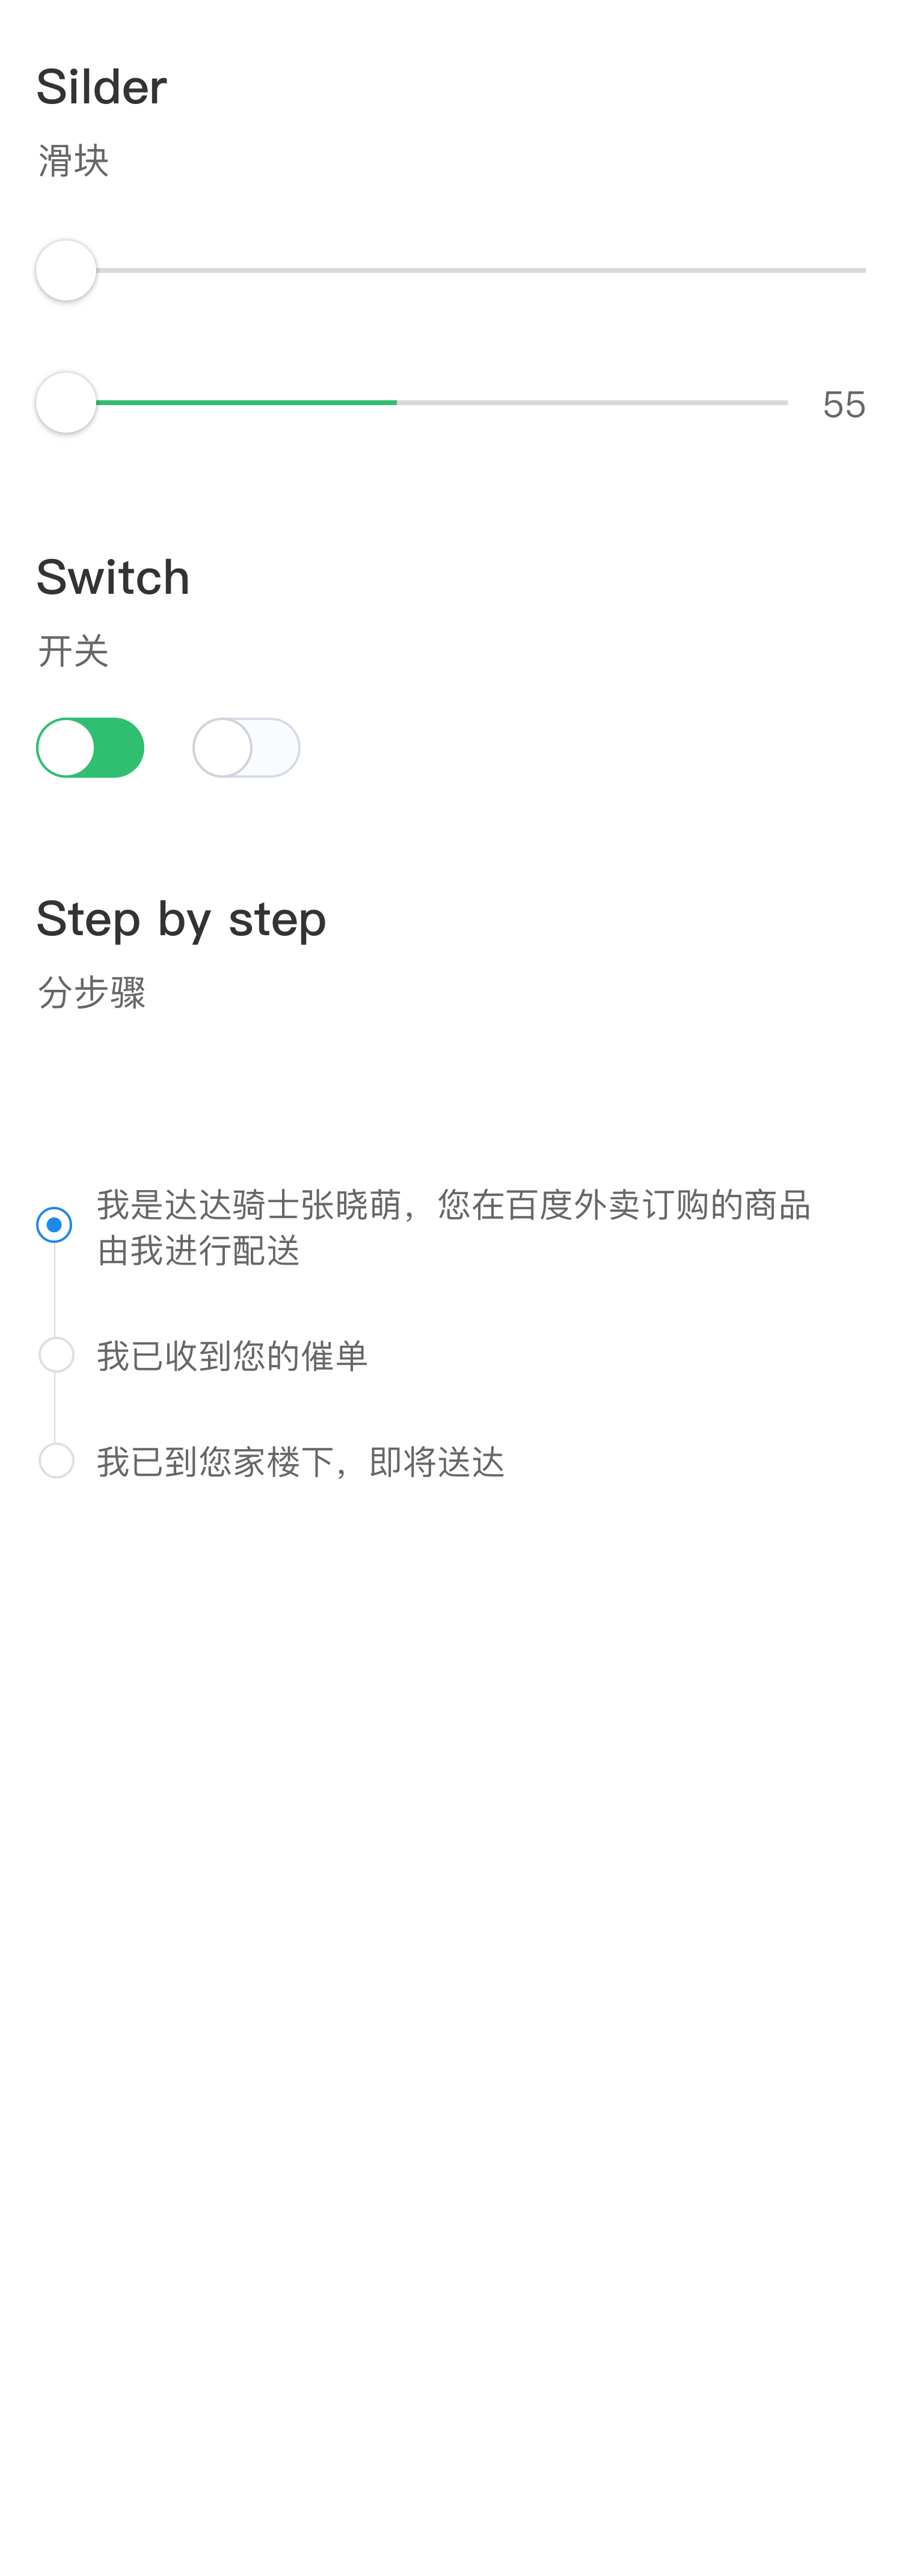 Silder
滑块
55
Switch
开关
Step by step
分步骤
我是达达骑士张晓萌，您在百度外卖订购的商品
由我进行配送
我已收到您的催单
我已到您家楼下，即将送达